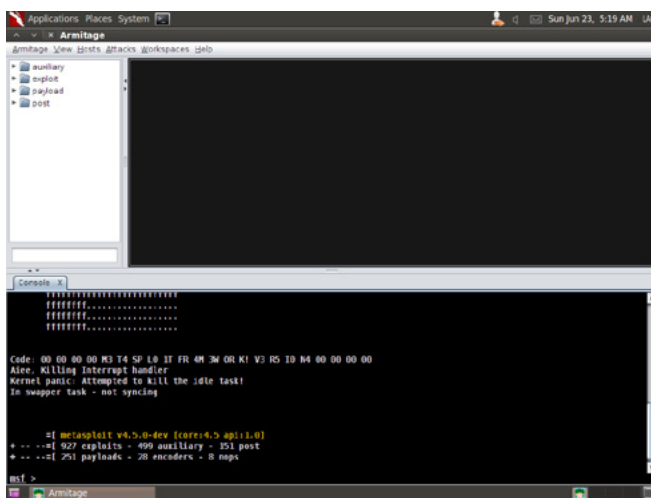 Applications Places System
Sun Jun 23, 5:19 AM
Armitage
Armitage View Hosts Attacks Workspaces Help
auxiliary
exploit
payload
post
Console X
ffffffff..................
ffffffff..................
ffffffff..................
Code: 00 00 00 00 M3 T4 SP L0 1T FR 4M 3W OR K! V3 R5 I0 N4 00 00 00 00
Aiee, Killing Interrupt handler
Kernel panic: Attempted to kill the idle task!
In swapper task - not syncing
=[ metasploit v4.5.0-dev [core:4.5 api:1.0]
+ -- --=[ 927 exploits - 499 auxiliary - 151 post
+ -- --=[ 251 payloads - 28 encoders - 8 nops
msf >
Armitage